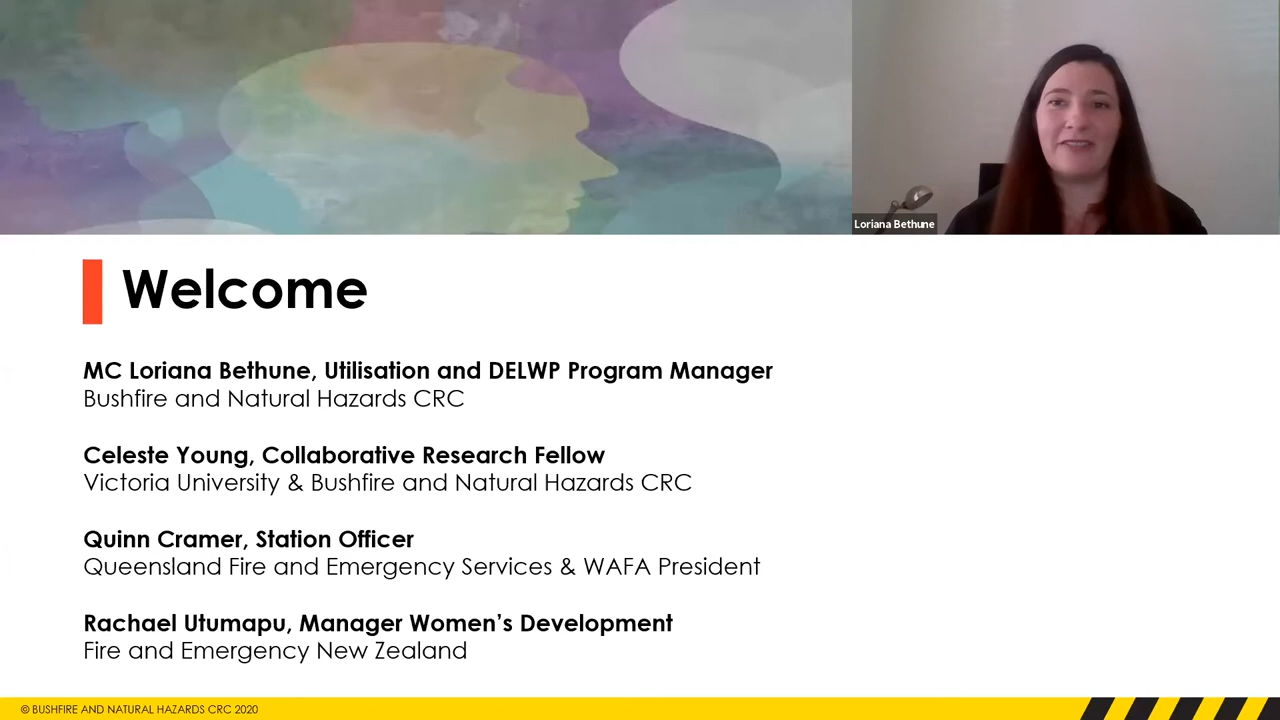 Loriana Bethune
Welcome
MC Loriana Bethune, Utilisation and DELWP Program Manager
Bushfire and Natural Hazards CRC
Celeste Young, Collaborative Research Fellow
Victoria University & Bushfire and Natural Hazards CRC
Quinn Cramer, Station Officer
Queensland Fire and Emergency Services & WAFA President
Rachael Utumapu, Manager Women’s Development
Fire and Emergency New Zealand
© BUSHFIRE AND NATURAL HAZARDS CRC 2020